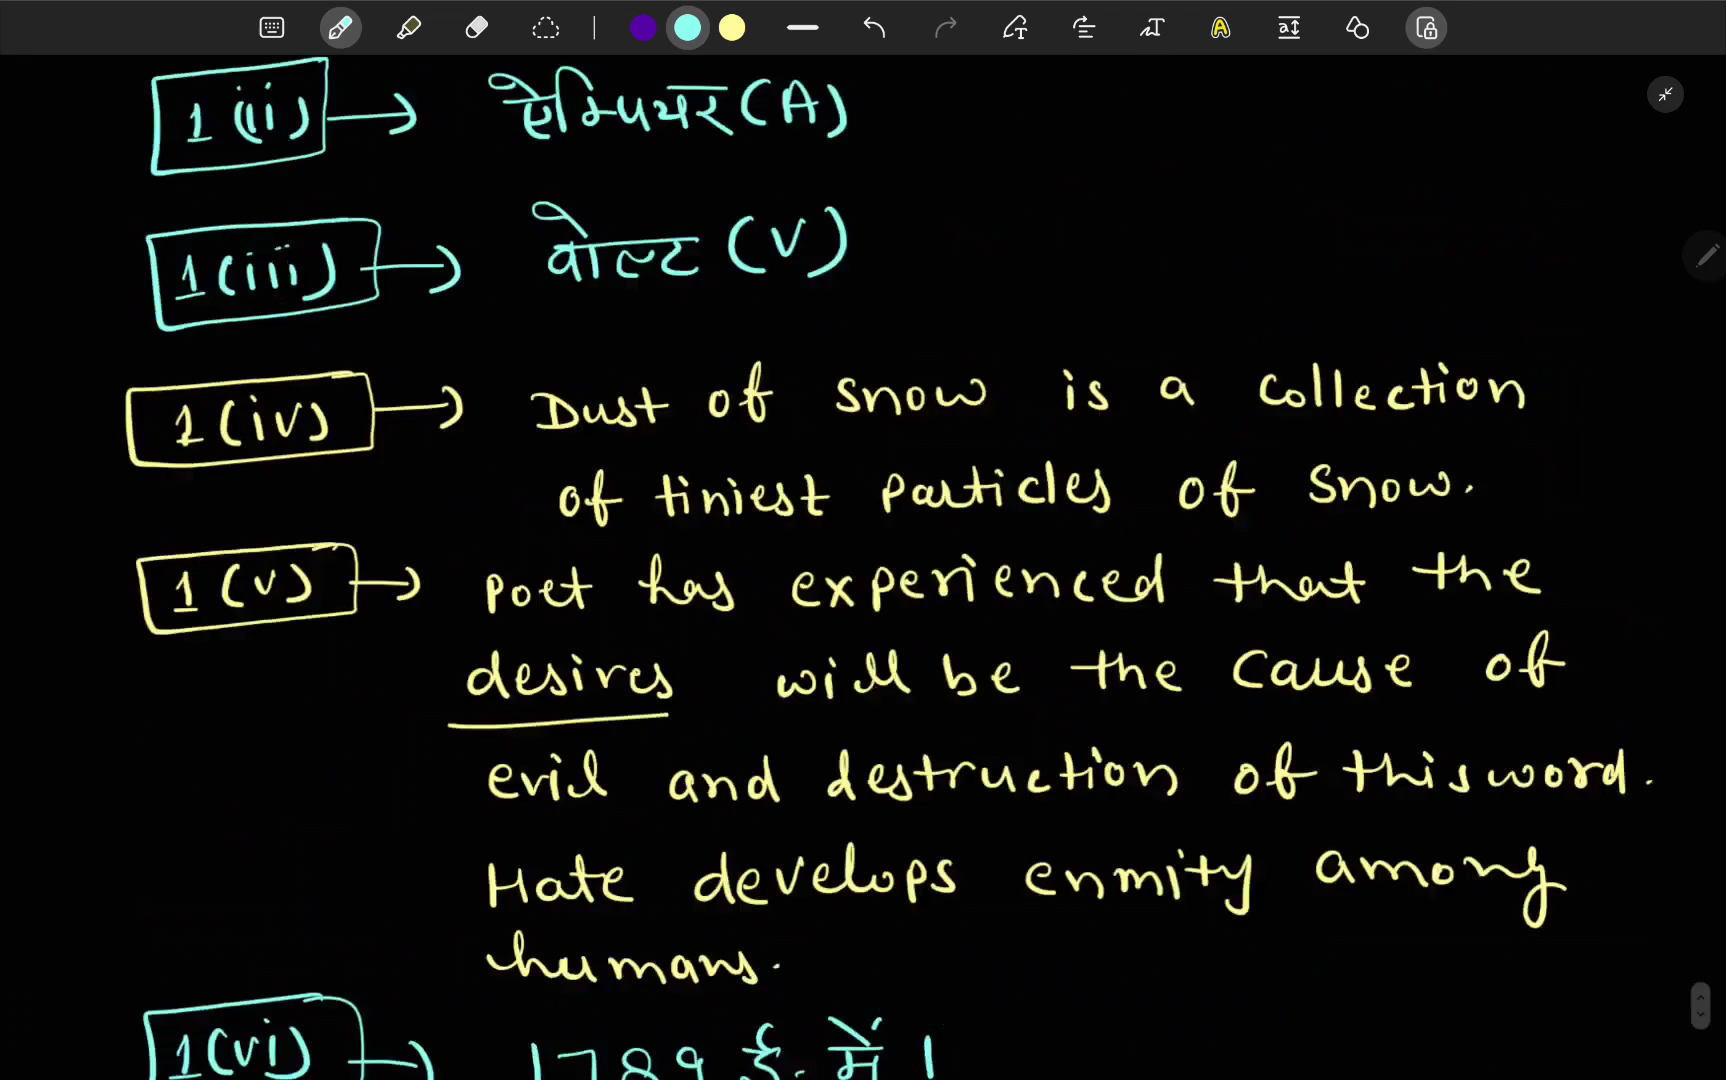 1 (ii) → ऐम्पियर (A)
1 (iii) → वोल्ट (V)
1 (iv) → Dust of snow is a collection
of tiniest particles of snow.
1 (v) → poet has experienced that the
desires will be the cause of
evil and destruction of this word.
Hate develops enmity among
humans.
1 (vi) → 1789 ई. में।